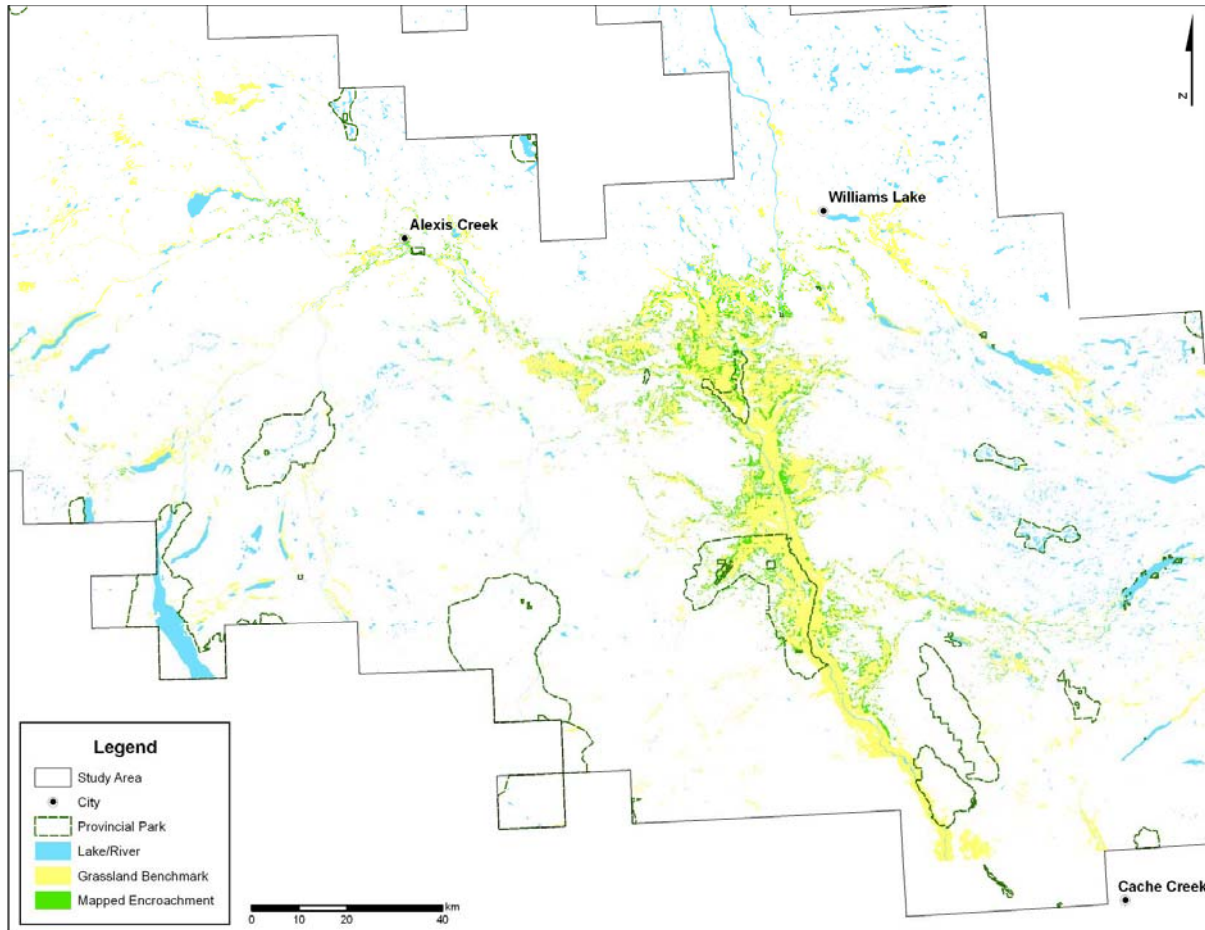 N
Williams Lake
Alexis Creek
Legend
Study Area
City
Provincial Park
Lake/River
Grassland Benchmark
Mapped Encroachment
km
0 10 20 40
Cache Creek